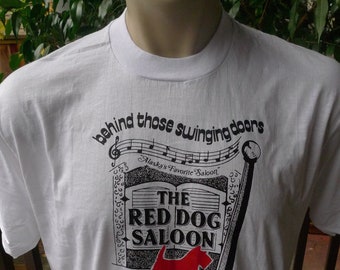 behind those swinging doors
"Alaska's Favorite Saloon"
THE
RED DOG
SALOON